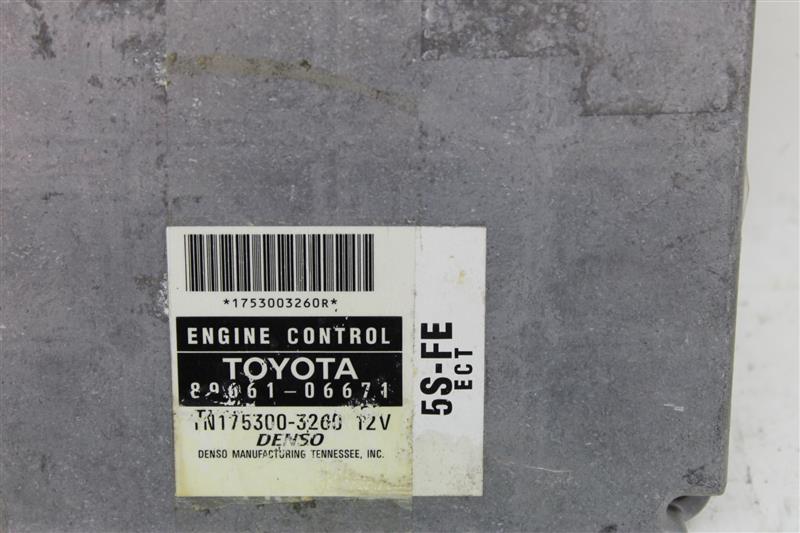 *1753003260R*
ENGINE CONTROL
TOYOTA
89661-06671
TN175300-3260 12V
DENSO
DENSO MANUFACTURING TENNESSEE, INC.
5S-FE
ECT